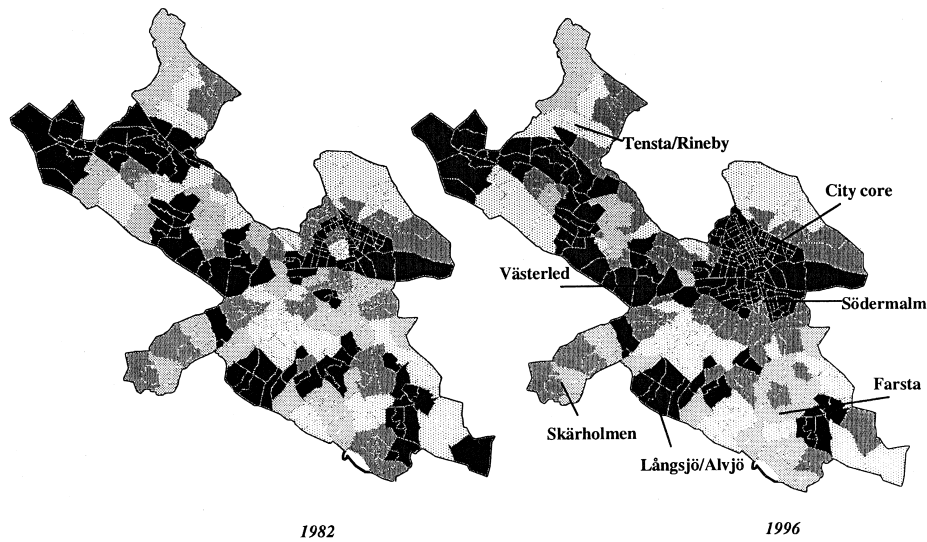 Tensta/Rineby
City core
Västerled
Södermalm
Farsta
Skärholmen
Långsjö/Alvjö
1982
1996